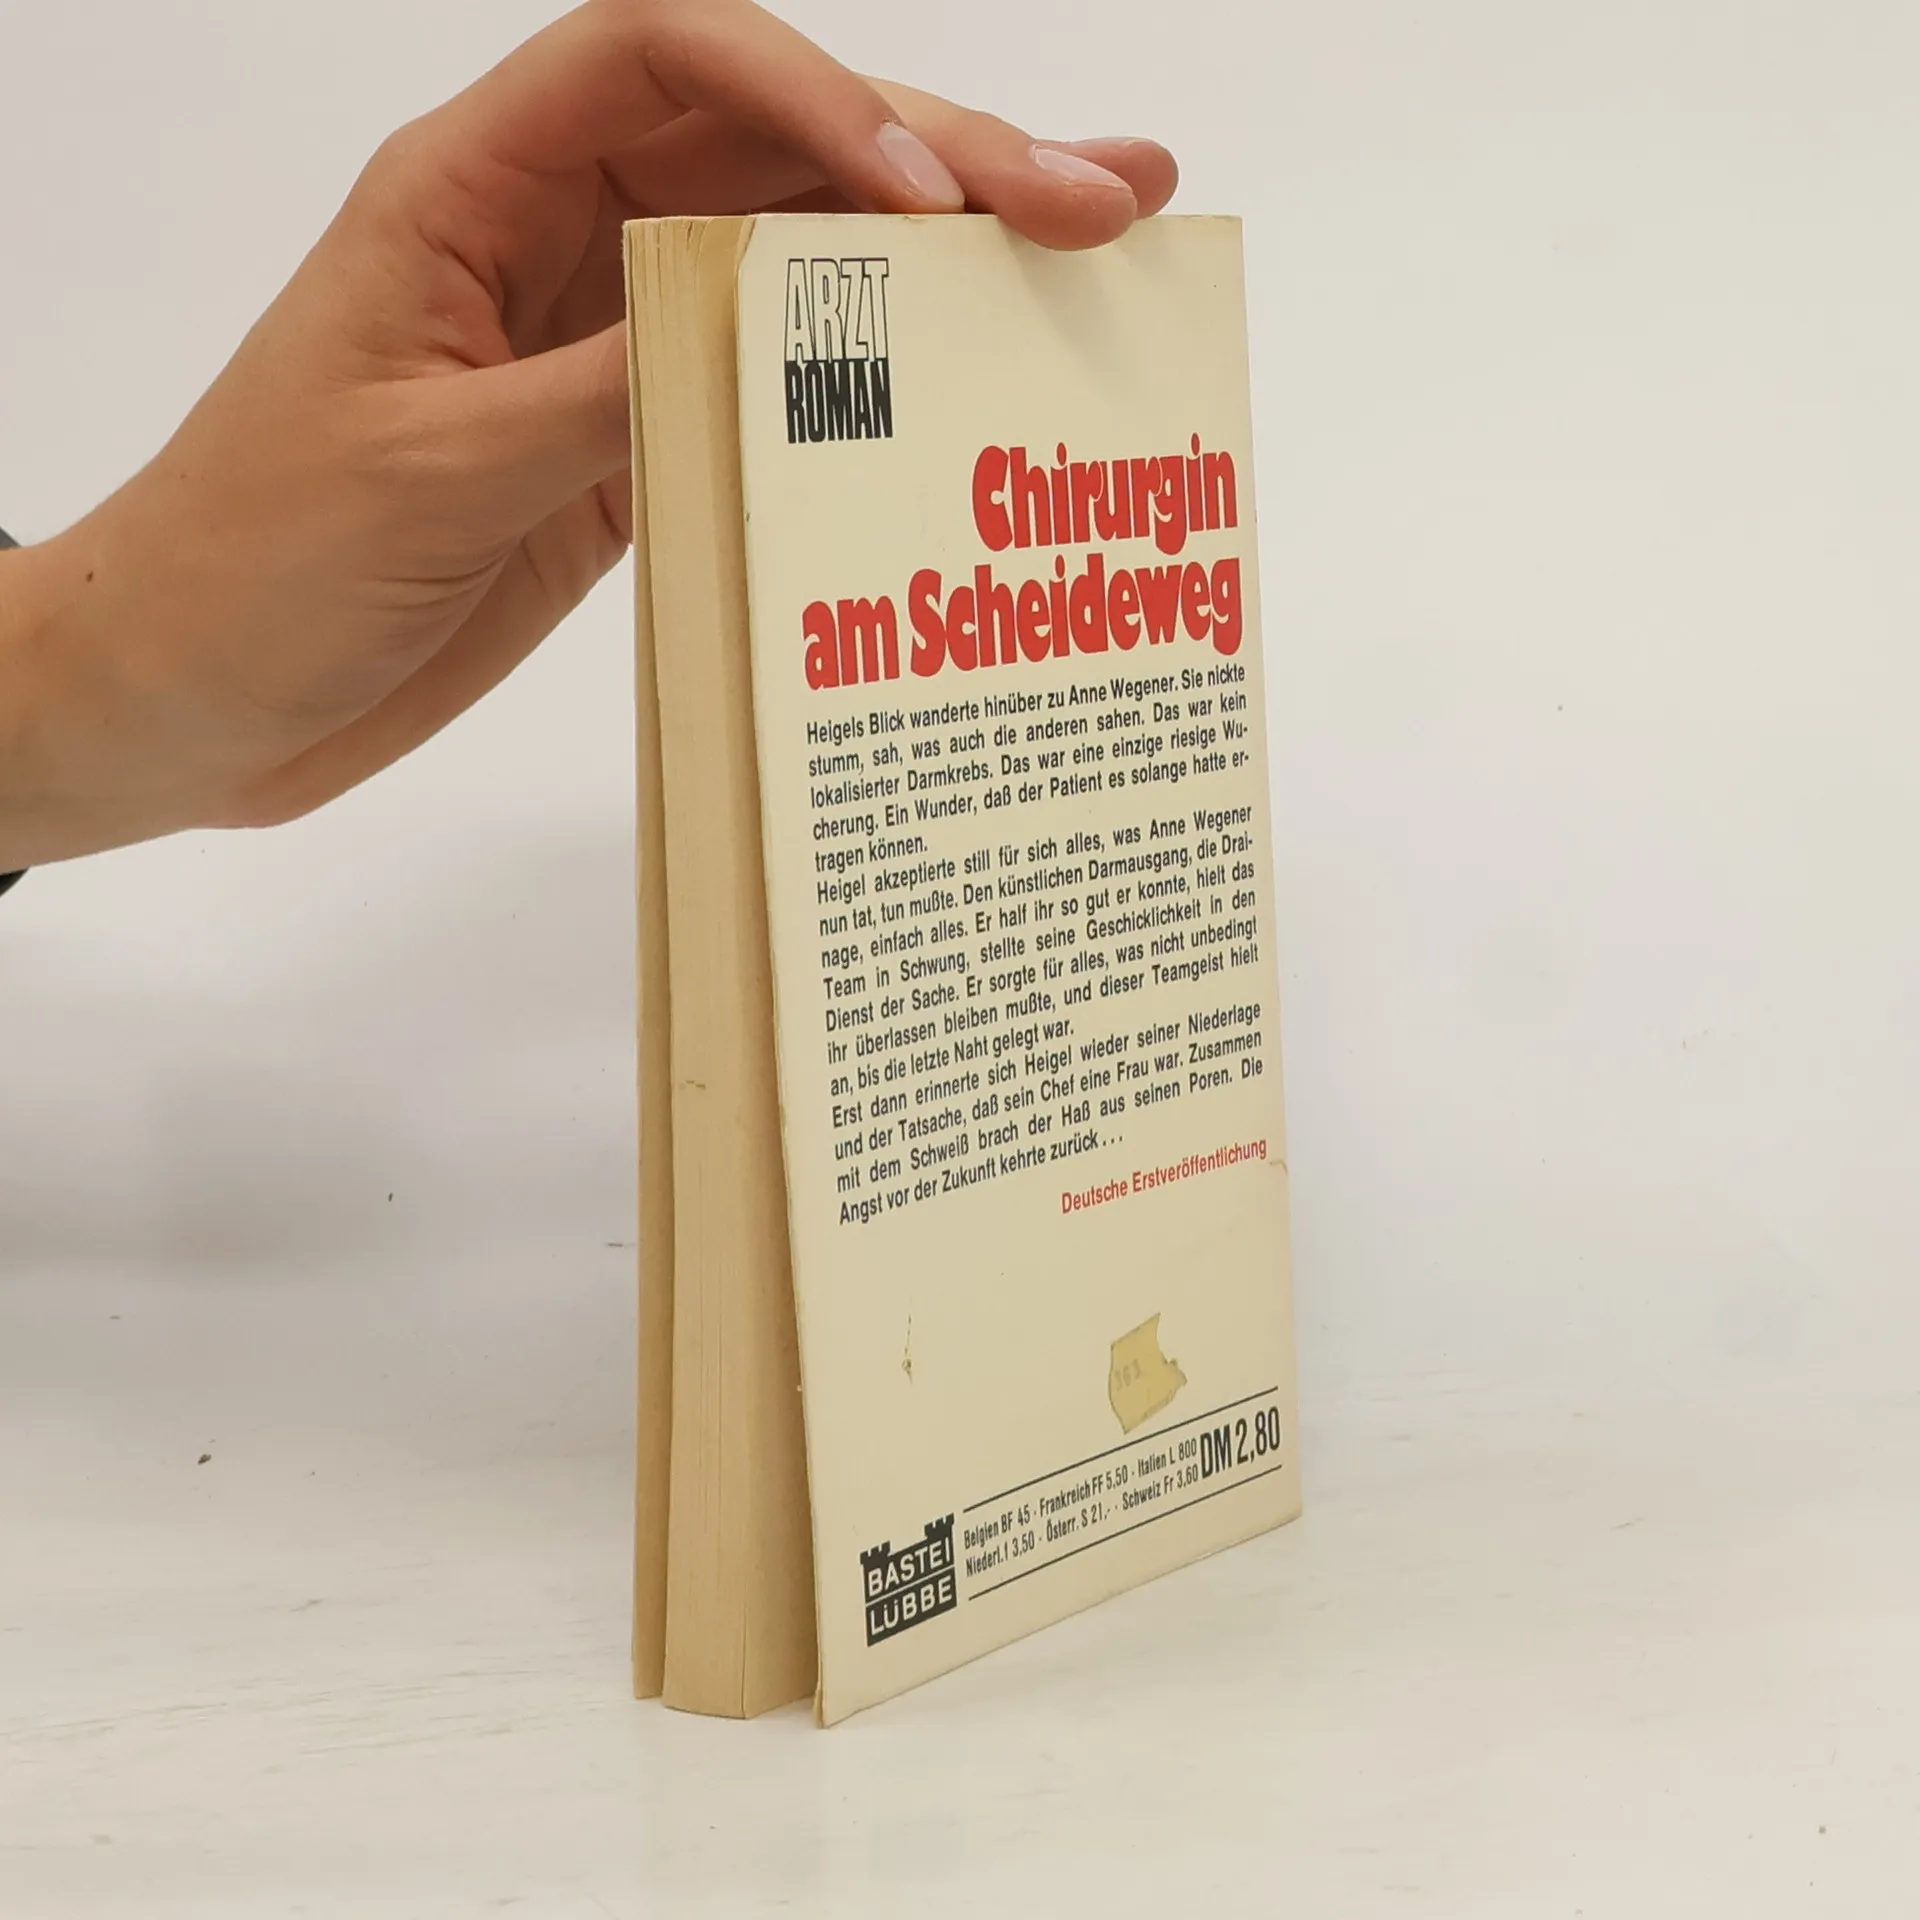 ARZT
ROMAN
Chirurgin
am Scheideweg
Heigels Blick wanderte hinüber zu Anne Wegener. Sie nickte
stumm, sah, was auch die anderen sahen. Das war kein
lokalisierter Darmkrebs. Das war eine einzige riesige Wu-
cherung. Ein Wunder, daß der Patient es solange hatte er-
tragen können.
Heigel akzeptierte still für sich alles, was Anne Wegener
nun tat, tun mußte. Den künstlichen Darmausgang, die Drai-
nage, einfach alles. Er half ihr so gut er konnte, hielt das
Team in Schwung, stellte seine Geschicklichkeit in den
Dienst der Sache. Er sorgte für alles, was nicht unbedingt
ihr überlassen bleiben mußte, und dieser Teamgeist hielt
an, bis die letzte Naht gelegt war.
Erst dann erinnerte sich Heigel wieder seiner Niederlage
und der Tatsache, daß sein Chef eine Frau war. Zusammen
mit dem Schweiß brach der Haß aus seinen Poren. Die
Angst vor der Zukunft kehrte zurück . . .
Deutsche Erstveröffentlichung
363
Belgien BF 45 · Frankreich FF 5,50 · Italien L 800
Niederl. f 3,50 · Österr. S 21,- · Schweiz Fr 3,60
DM 2,80
BASTEI
LÜBBE